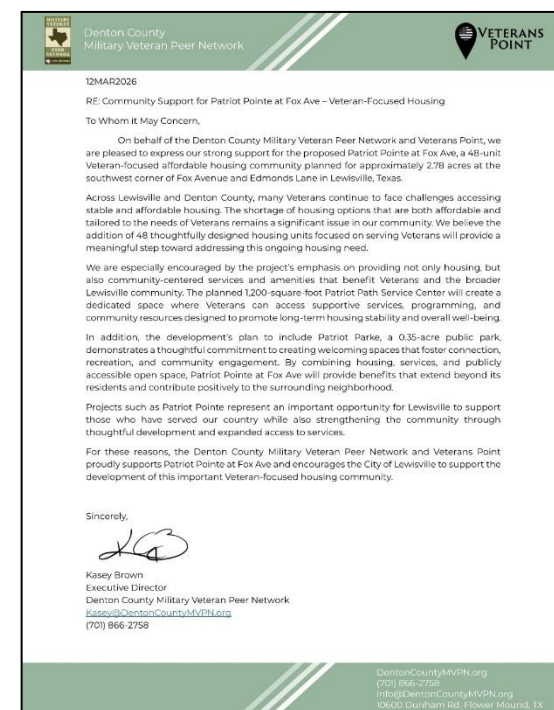 MILITARY
VETERAN
PEER
NETWORK
Denton County
Military Veteran Peer Network
VETERANS
POINT
12MAR2026
RE: Community Support for Patriot Pointe at Fox Ave – Veteran-Focused Housing
To Whom it May Concern,
On behalf of the Denton County Military Veteran Peer Network and Veterans Point, we
are pleased to express our strong support for the proposed Patriot Pointe at Fox Ave, a 48-unit
Veteran-focused affordable housing community planned for approximately 2.78 acres at the
southwest corner of Fox Avenue and Edmonds Lane in Lewisville, Texas.
Across Lewisville and Denton County, many Veterans continue to face challenges accessing
stable and affordable housing. The shortage of housing options that are both affordable and
tailored to the needs of Veterans remains a significant issue in our community. We believe the
addition of 48 thoughtfully designed housing units focused on serving Veterans will provide a
meaningful step toward addressing this ongoing housing need.
We are especially encouraged by the project's emphasis on providing not only housing, but
also community-centered services and amenities that benefit Veterans and the broader
Lewisville community. The planned 1,200-square-foot Patriot Path Service Center will create a
dedicated space where Veterans can access supportive services, programming, and
community resources designed to promote long-term housing stability and overall well-being.
In addition, the development's plan to include Patriot Parke, a 0.35-acre public park,
demonstrates a thoughtful commitment to creating welcoming spaces that foster connection,
recreation, and community engagement. By combining housing, services, and publicly
accessible open space, Patriot Pointe at Fox Ave will provide benefits that extend beyond its
residents and contribute positively to the surrounding neighborhood.
Projects such as Patriot Pointe represent an important opportunity for Lewisville to support
those who have served our country while also strengthening the community through
thoughtful development and expanded access to services.
For these reasons, the Denton County Military Veteran Peer Network and Veterans Point
proudly supports Patriot Pointe at Fox Ave and encourages the City of Lewisville to support the
development of this important Veteran-focused housing community.
Sincerely,
Kasey Brown
Executive Director
Denton County Military Veteran Peer Network
Kasey@DentonCountyMVPN.org
(701) 866-2758
DentonCountyMVPN.org
(701) 866-2758
info@DentonCountyMVPN.org
10600 Dunham Rd, Flower Mound, TX